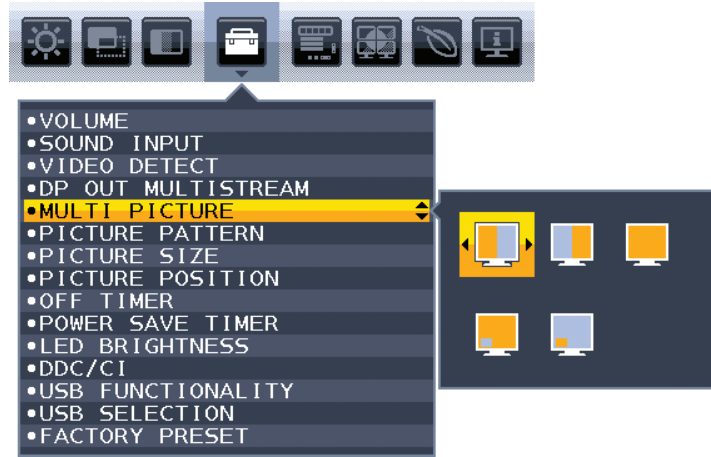 •VOLUME
•SOUND INPUT
•VIDEO DETECT
•DP OUT MULTISTREAM
•MULTI PICTURE
•PICTURE PATTERN
•PICTURE SIZE
•PICTURE POSITION
•OFF TIMER
•POWER SAVE TIMER
•LED BRIGHTNESS
•DDC/CI
•USB FUNCTIONALITY
•USB SELECTION
•FACTORY PRESET